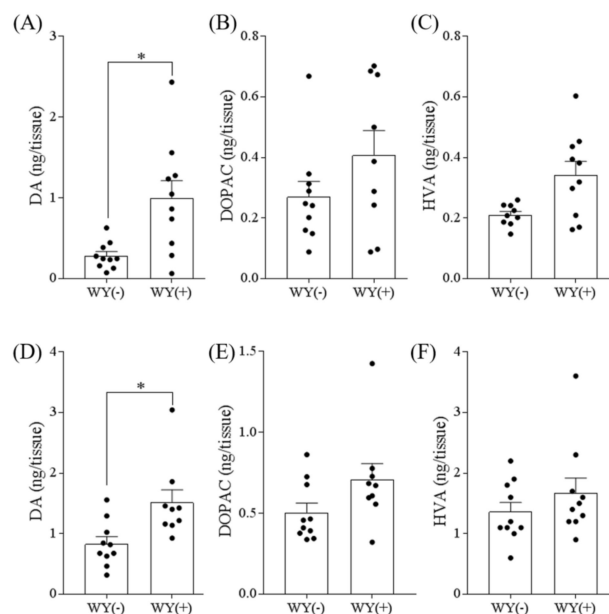 (A)
DA (ng/tissue)
3
2
1
0
*
WY(-)
WY(+)
(B)
DOPAC (ng/tissue)
0.8
0.6
0.4
0.2
0.0
WY(-)
WY(+)
(C)
HVA (ng/tissue)
0.8
0.6
0.4
0.2
0.0
WY(-)
WY(+)
(D)
DA (ng/tissue)
4
3
2
1
0
*
WY(-)
WY(+)
(E)
DOPAC (ng/tissue)
1.5
1.0
0.5
0.0
WY(-)
WY(+)
(F)
HVA (ng/tissue)
4
3
2
1
0
WY(-)
WY(+)